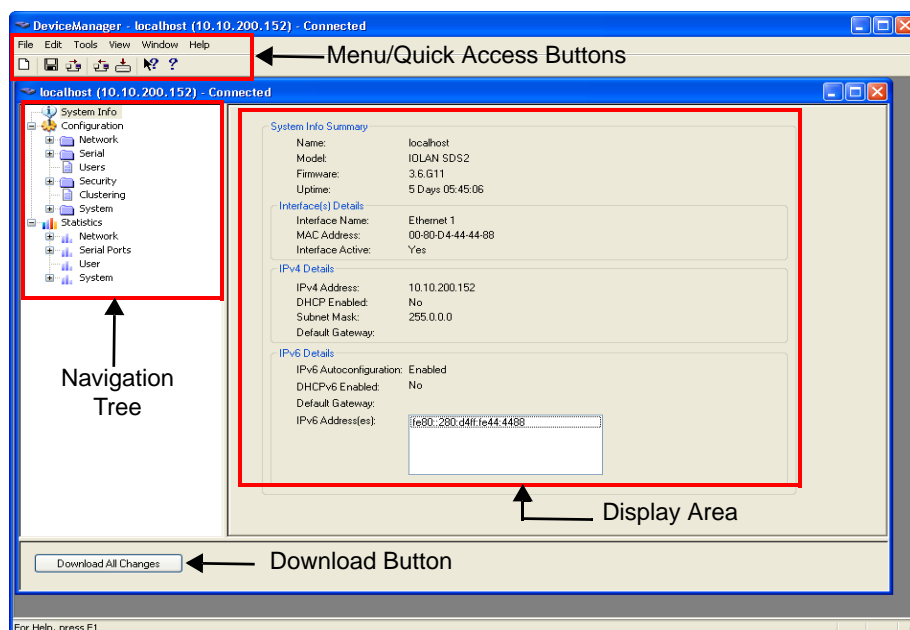 DeviceManager - localhost (10.10.200.152) - Connected
File Edit Tools View Window Help
Menu/Quick Access Buttons
localhost (10.10.200.152) - Connected
System Info
Configuration
Network
Serial
Users
Security
Clustering
System
Statistics
Network
Serial Ports
User
System
Navigation
Tree
System Info Summary
Name: localhost
Model: IOLAN SDS2
Firmware: 3.6.G11
Uptime: 5 Days 05:45:06
Interface(s) Details
Interface Name: Ethernet 1
MAC Address: 00-80-D4-44-44-88
Interface Active: Yes
IPv4 Details
IPv4 Address: 10.10.200.152
DHCP Enabled: No
Subnet Mask: 255.0.0.0
Default Gateway:
IPv6 Details
IPv6 Autoconfiguration: Enabled
DHCPv6 Enabled: No
Default Gateway:
IPv6 Address(es): fe80::280:d4ff:fe44:4488
Display Area
Download All Changes
Download Button
For Help, press F1